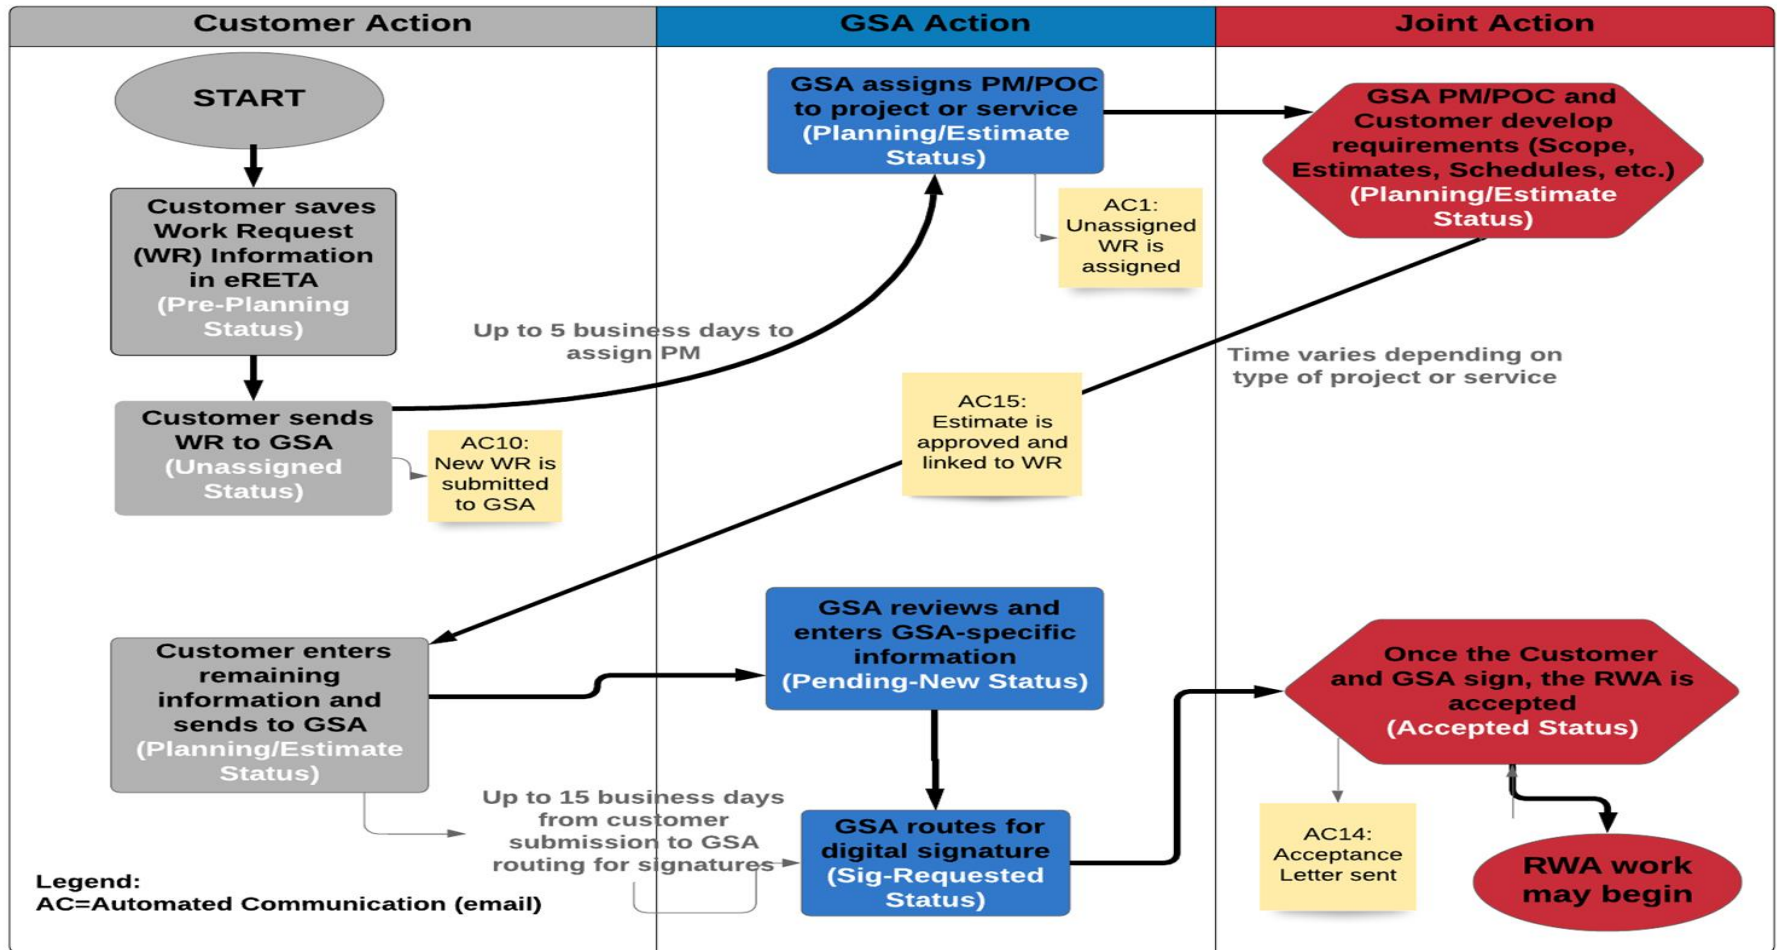 Customer Action
GSA Action
Joint Action
START
Customer saves
Work Request
(WR) Information
in eRETA
(Pre-Planning
Status)
Customer sends
WR to GSA
(Unassigned
Status)
AC10:
New WR is
submitted
to GSA
Up to 5 business days to
assign PM
GSA assigns PM/POC
to project or service
(Planning/Estimate
Status)
AC1:
Unassigned
WR is
assigned
GSA PM/POC and
Customer develop
requirements (Scope,
Estimates, Schedules, etc.)
(Planning/Estimate
Status)
Time varies depending on
type of project or service
AC15:
Estimate is
approved and
linked to WR
Customer enters
remaining
information and
sends to GSA
(Planning/Estimate
Status)
GSA reviews and
enters GSA-specific
information
(Pending-New Status)
Up to 15 business days
from customer
submission to GSA
routing for signatures
GSA routes for
digital signature
(Sig-Requested
Status)
Once the Customer
and GSA sign, the RWA is
accepted
(Accepted Status)
AC14:
Acceptance
Letter sent
RWA work
may begin
Legend:
AC=Automated Communication (email)